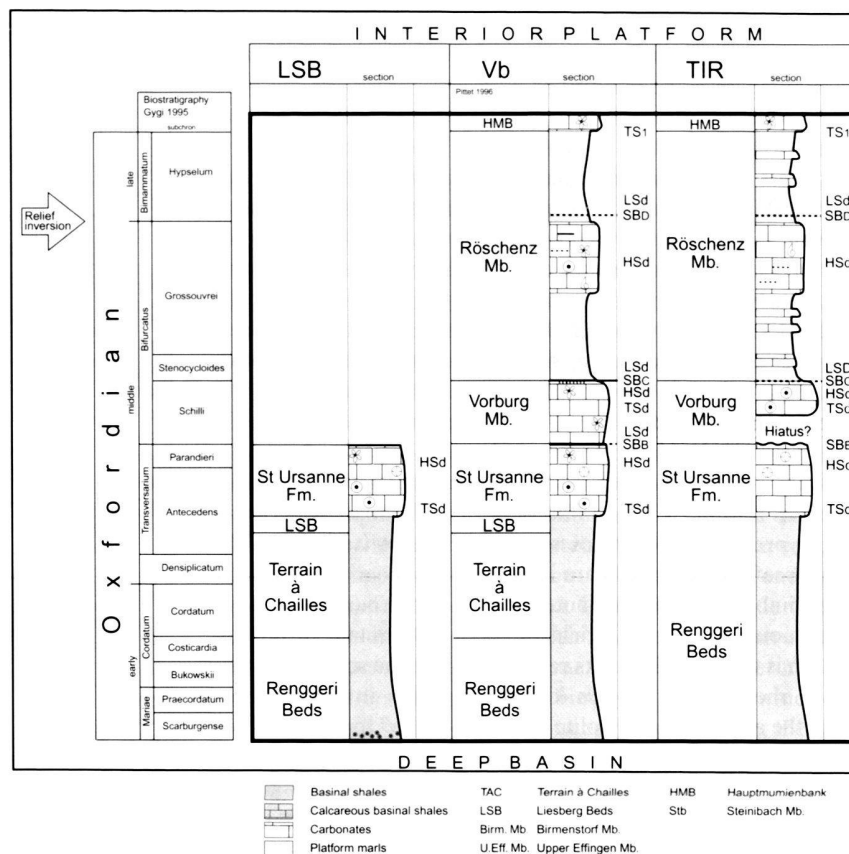 I N T E R I O R P L A T F O R M
LSB section
Vb section
TIR section
Pittet 1996
Biostratigraphy
Gygi 1995
subchron
Relief
inversion
Oxfordian
late
middle
early
Bimammatum
Bifurcatus
Transversarium
Cordatum
Mariae
Hypselum
Grossouvrei
Stenocycloides
Schilli
Parandieri
Antecedens
Densiplicatum
Cordatum
Costicardia
Bukowskii
Praecordatum
Scarburgense
St Ursanne
Fm.
LSB
Terrain
à
Chailles
Renggeri
Beds
HSd
TSd
HMB
Röschenz
Mb.
Vorburg
Mb.
St Ursanne
Fm.
LSB
Terrain
à
Chailles
Renggeri
Beds
TS1
LSd
SBD
HSd
LSd
SBC
HSd
TSd
LSd
SBB
HSd
TSd
HMB
Röschenz
Mb.
Vorburg
Mb.
Hiatus?
St Ursanne
Fm.
Renggeri
Beds
TS1
LSd
SBD
HSd
LSD
SBC
HSd
TSd
SBB
HSd
TSd
D E E P B A S I N
Basinal shales
Calcareous basinal shales
Carbonates
Platform marls
TAC Terrain à Chailles
LSB Liesberg Beds
Birm. Mb. Birmenstorf Mb.
U.Eff. Mb. Upper Effingen Mb.
HMB Hauptmumienbank
Stb Steinibach Mb.